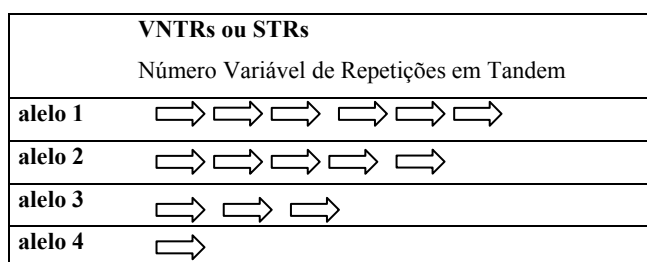 VNTRs ou STRs
Número Variável de Repetições em Tandem
alelo 1
alelo 2
alelo 3
alelo 4